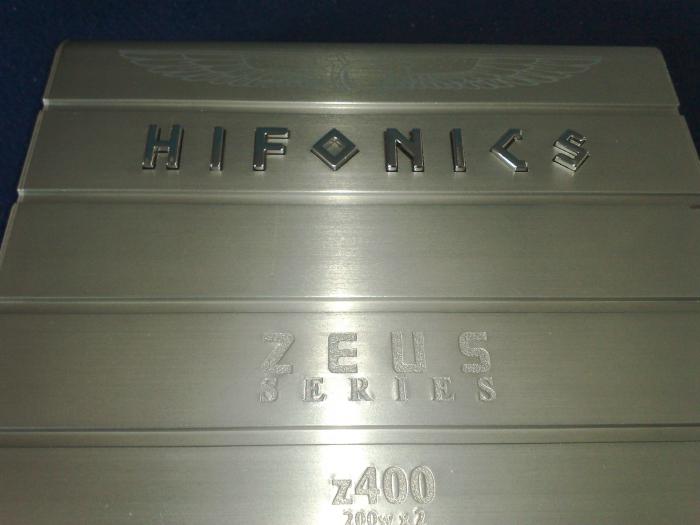 HIFONICS
ZEUS
SERIES
z400
200w x 2